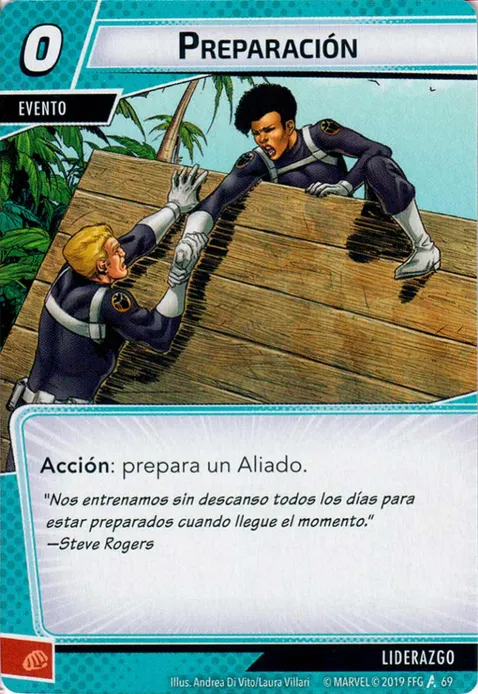 0
PREPARACIÓN
EVENTO
Acción: prepara un Aliado.
"Nos entrenamos sin descanso todos los días para
estar preparados cuando llegue el momento."
—Steve Rogers
LIDERAZGO
Illus. Andrea Di Vito/Laura Villari © MARVEL © 2019 FFG 69